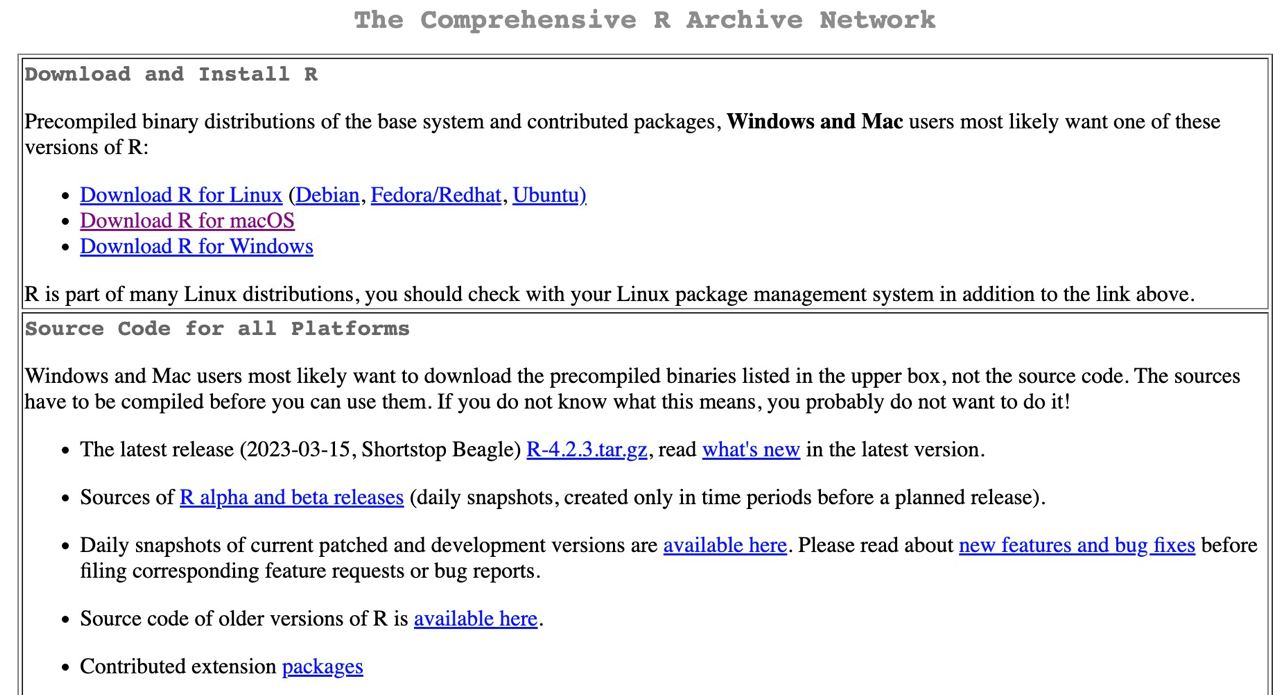 The Comprehensive R Archive Network
Download and Install R
Precompiled binary distributions of the base system and contributed packages, Windows and Mac users most likely want one of these
versions of R:
• Download R for Linux (Debian, Fedora/Redhat, Ubuntu)
• Download R for macOS
• Download R for Windows
R is part of many Linux distributions, you should check with your Linux package management system in addition to the link above.
Source Code for all Platforms
Windows and Mac users most likely want to download the precompiled binaries listed in the upper box, not the source code. The sources
have to be compiled before you can use them. If you do not know what this means, you probably do not want to do it!
• The latest release (2023-03-15, Shortstop Beagle) R-4.2.3.tar.gz, read what's new in the latest version.
• Sources of R alpha and beta releases (daily snapshots, created only in time periods before a planned release).
• Daily snapshots of current patched and development versions are available here. Please read about new features and bug fixes before
filing corresponding feature requests or bug reports.
• Source code of older versions of R is available here.
• Contributed extension packages